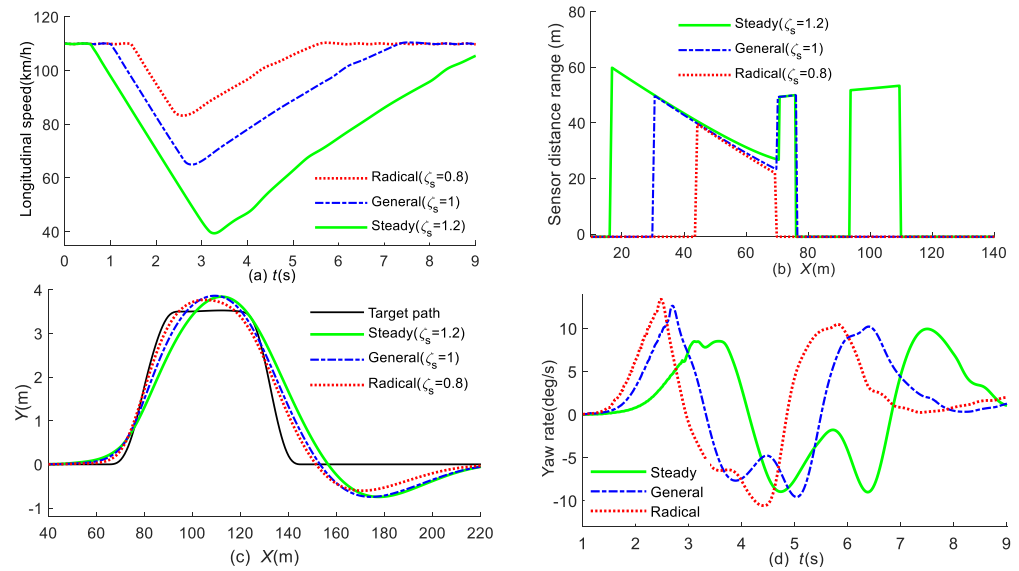 Longitudinal speed(km/h)
120
100
80
60
40
0 1 2 3 4 5 6 7 8 9
Radical(ζs=0.8)
General(ζs=1)
Steady(ζs=1.2)
(a) t(s)
Sensor distance range (m)
80
60
40
20
0
20 40 60 80 100 120 140
Steady(ζs=1.2)
General(ζs=1)
Radical(ζs=0.8)
(b) X(m)
Y(m)
4
3
2
1
0
-1
40 60 80 100 120 140 160 180 200 220
Target path
Steady(ζs=1.2)
General(ζs=1)
Radical(ζs=0.8)
(c) X(m)
Yaw rate(deg/s)
10
5
0
-5
-10
1 2 3 4 5 6 7 8 9
Steady
General
Radical
(d) t(s)